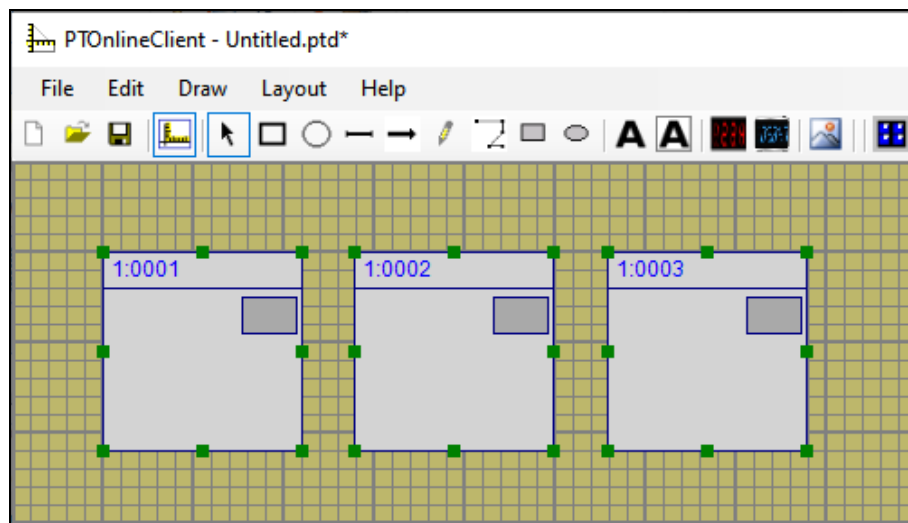 PTOnlineClient - Untitled.ptd*
File Edit Draw Layout Help
A A
1:0001 1:0002 1:0003